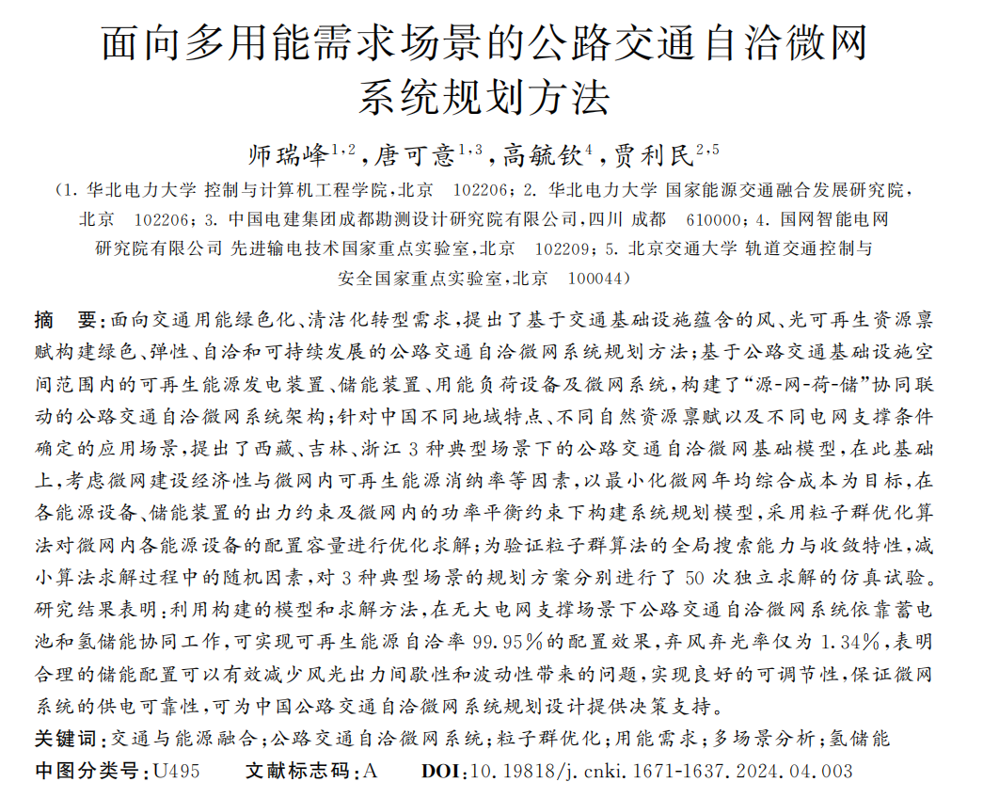 面向多用能需求场景的公路交通自洽微网
系统规划方法
师瑞峰1,2,唐可意1,3,高毓钦4,贾利民2,5
(1. 华北电力大学 控制与计算机工程学院,北京 102206; 2. 华北电力大学 国家能源交通融合发展研究院,
北京 102206; 3. 中国电建集团成都勘测设计研究院有限公司,四川 成都 610000; 4. 国网智能电网
研究院有限公司 先进输电技术国家重点实验室,北京 102209; 5. 北京交通大学 轨道交通控制与
安全国家重点实验室,北京 100044)
摘 要:面向交通用能绿色化、清洁化转型需求,提出了基于交通基础设施蕴含的风、光可再生资源禀
赋构建绿色、弹性、自洽和可持续发展的公路交通自洽微网系统规划方法;基于公路交通基础设施空
间范围内的可再生能源发电装置、储能装置、用能负荷设备及微网系统,构建了“源-网-荷-储”协同联
动的公路交通自洽微网系统架构;针对中国不同地域特点、不同自然资源禀赋以及不同电网支撑条件
确定的应用场景,提出了西藏、吉林、浙江 3 种典型场景下的公路交通自洽微网基础模型,在此基础
上,考虑微网建设经济性与微网内可再生能源消纳率等因素,以最小化微网年均综合成本为目标,在
各能源设备、储能装置的出力约束及微网内的功率平衡约束下构建系统规划模型,采用粒子群优化算
法对微网内各能源设备的配置容量进行优化求解;为验证粒子群算法的全局搜索能力与收敛特性,减
小算法求解过程中的随机因素,对 3 种典型场景的规划方案分别进行了 50 次独立求解的仿真试验。
研究结果表明:利用构建的模型和求解方法,在无大电网支撑场景下公路交通自洽微网系统依靠蓄电
池和氢储能协同工作,可实现可再生能源自洽率 99.95%的配置效果,弃风弃光率仅为 1.34%,表明
合理的储能配置可以有效减少风光出力间歇性和波动性带来的问题,实现良好的可调节性,保证微网
系统的供电可靠性,可为中国公路交通自洽微网系统规划设计提供决策支持。
关键词:交通与能源融合;公路交通自洽微网系统;粒子群优化;用能需求;多场景分析;氢储能
中图分类号:U495 文献标志码:A DOI:10.19818/j.cnki.1671-1637.2024.04.003